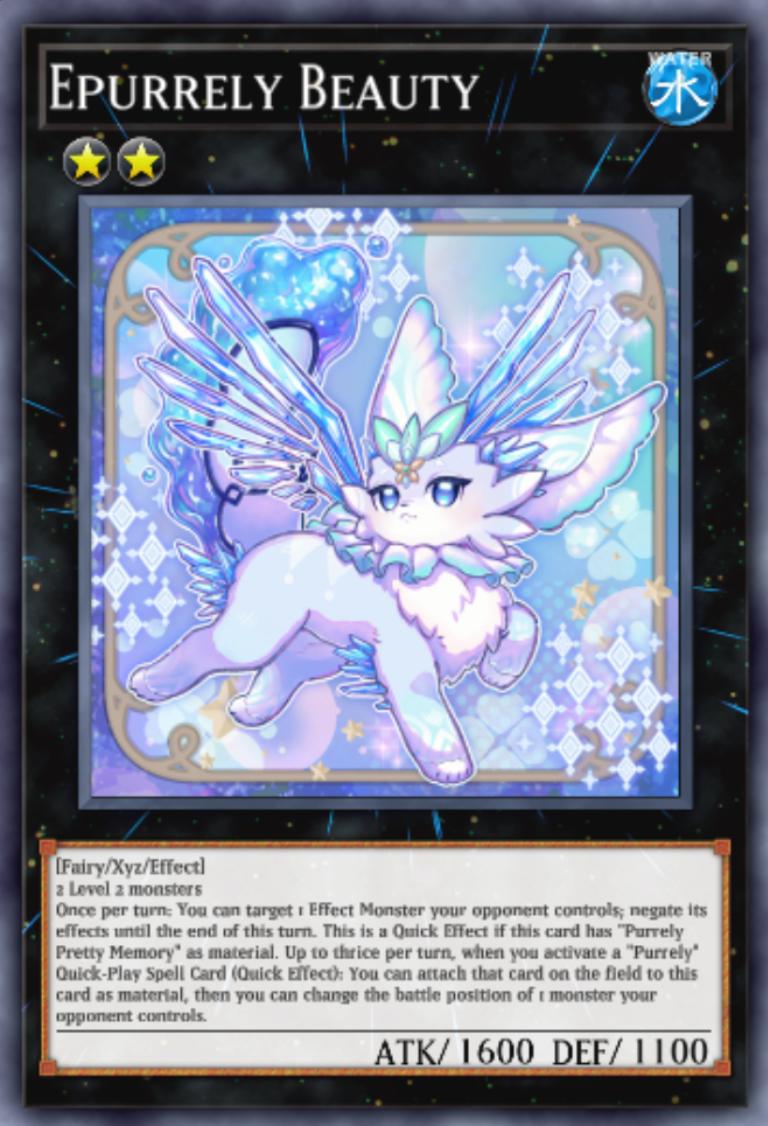 EPURRELY BEAUTY
WATER
水
[Fairy/Xyz/Effect]
2 Level 2 monsters
Once per turn: You can target 1 Effect Monster your opponent controls; negate its
effects until the end of this turn. This is a Quick Effect if this card has "Purrely
Pretty Memory" as material. Up to thrice per turn, when you activate a "Purrely"
Quick-Play Spell Card (Quick Effect): You can attach that card on the field to this
card as material, then you can change the battle position of 1 monster your
opponent controls.
ATK/ 1600 DEF/ 1100